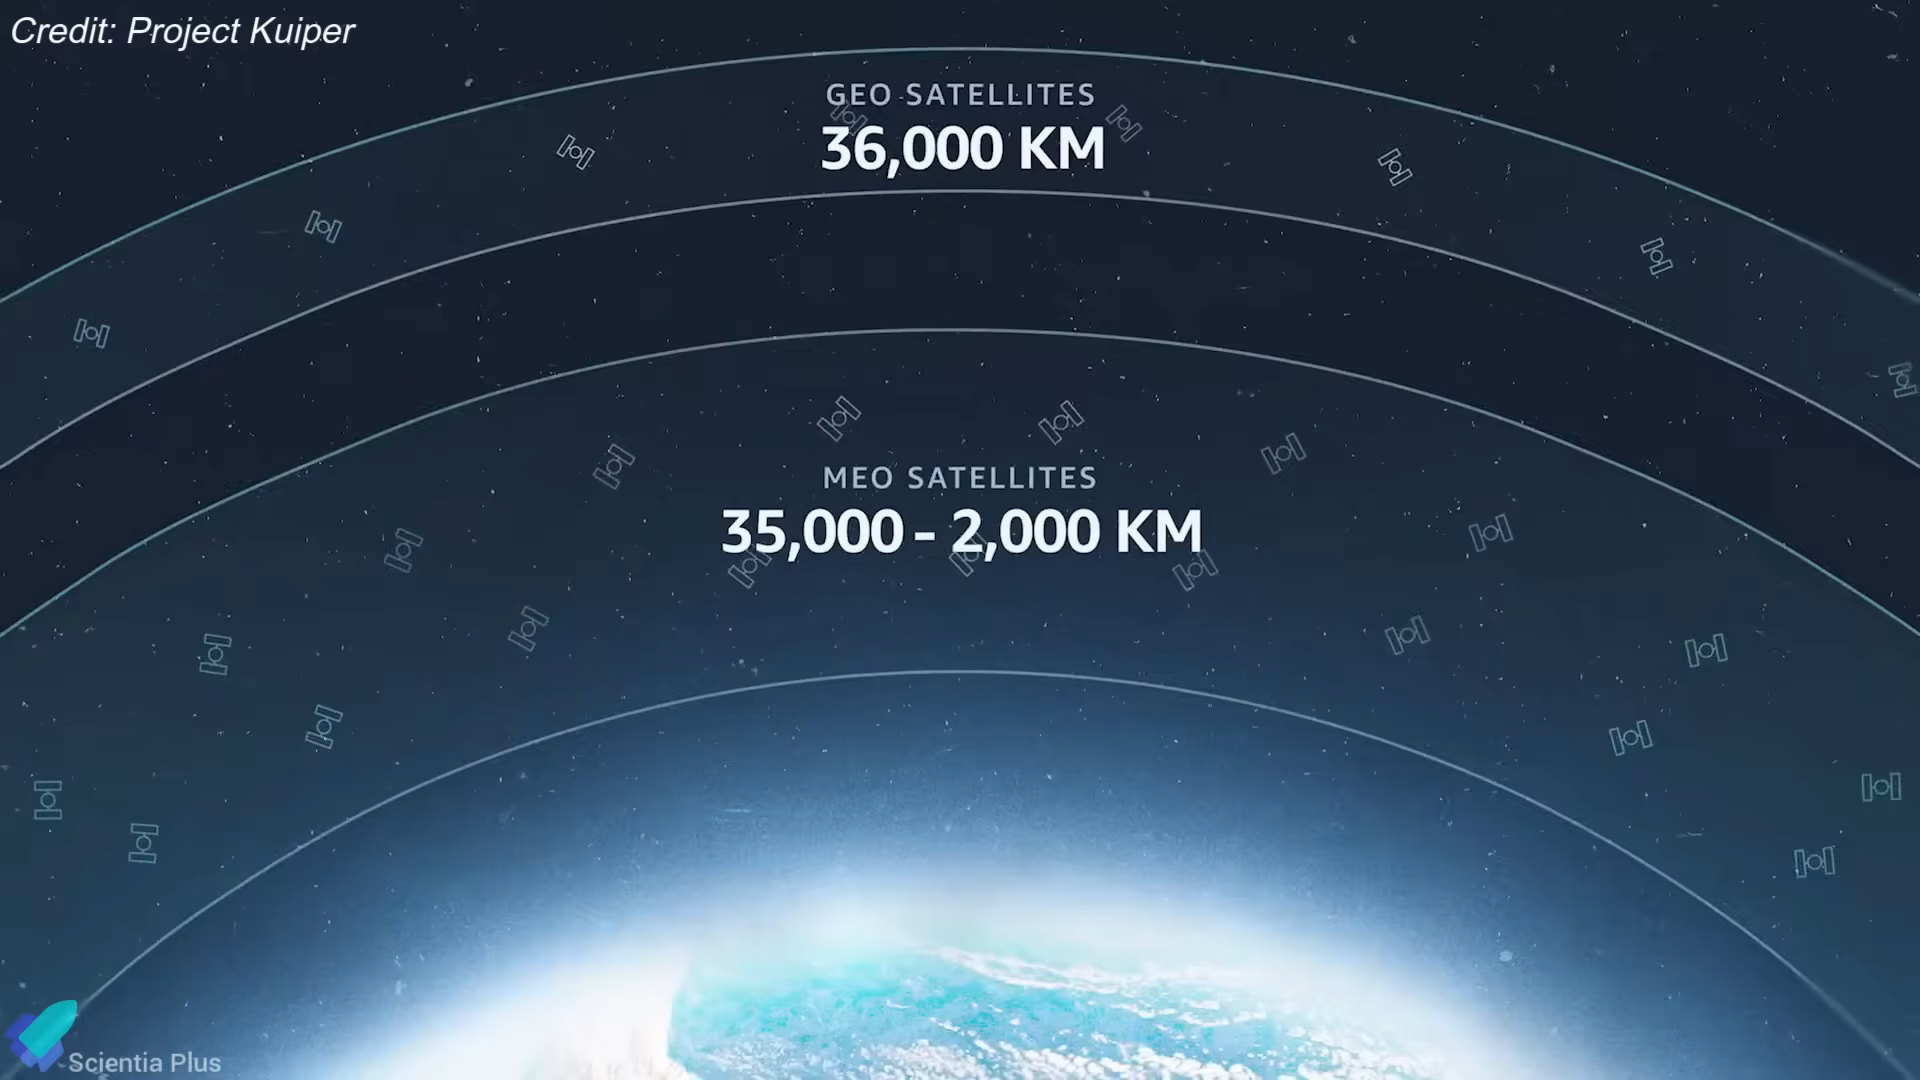 Credit: Project Kuiper
GEO SATELLITES
36,000 KM
MEO SATELLITES
35,000 - 2,000 KM
Scientia Plus